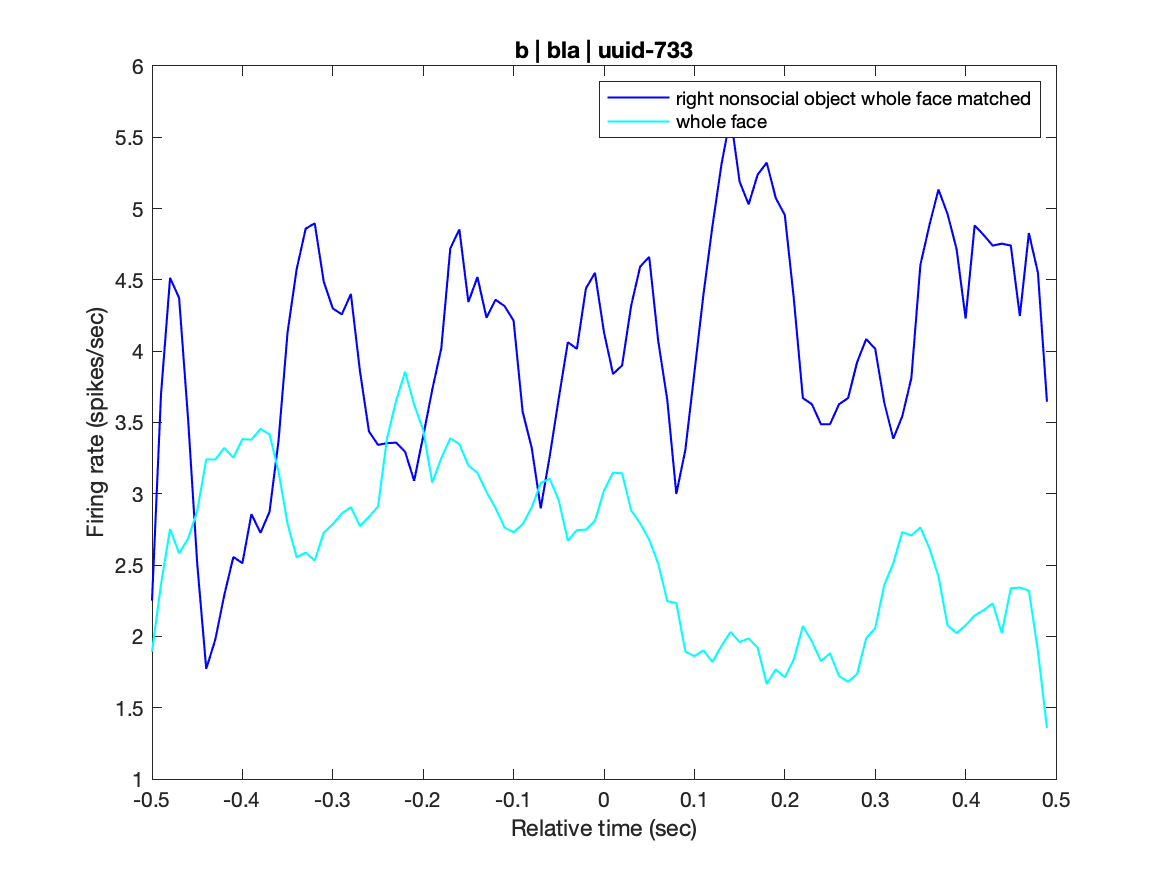 b | bla | uuid-733
right nonsocial object whole face matched
whole face
Firing rate (spikes/sec)
6
5.5
5
4.5
4
3.5
3
2.5
2
1.5
1
-0.5 -0.4 -0.3 -0.2 -0.1 0 0.1 0.2 0.3 0.4 0.5
Relative time (sec)